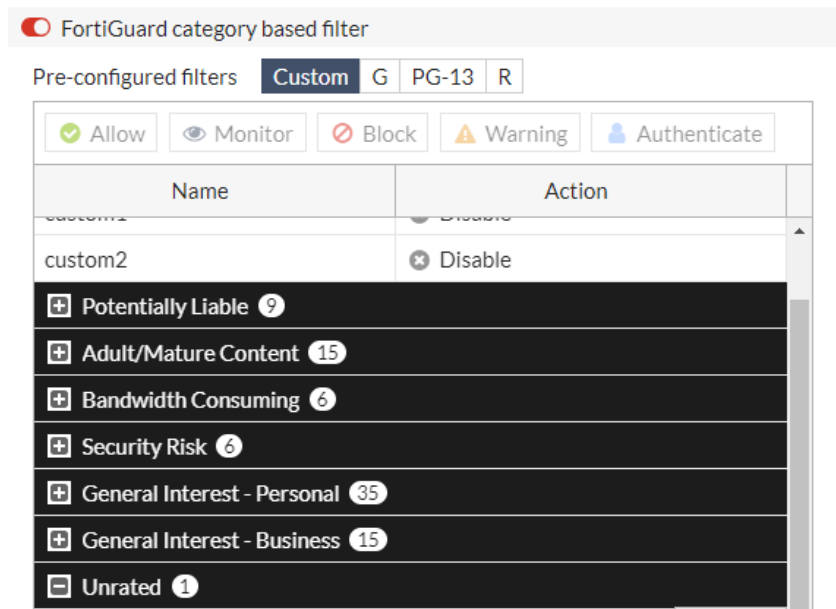 FortiGuard category based filter
Pre-configured filters Custom G PG-13 R
Allow Monitor Block Warning Authenticate
Name Action
custom1 Disable
custom2 Disable
Potentially Liable 9
Adult/Mature Content 15
Bandwidth Consuming 6
Security Risk 6
General Interest - Personal 35
General Interest - Business 15
Unrated 1